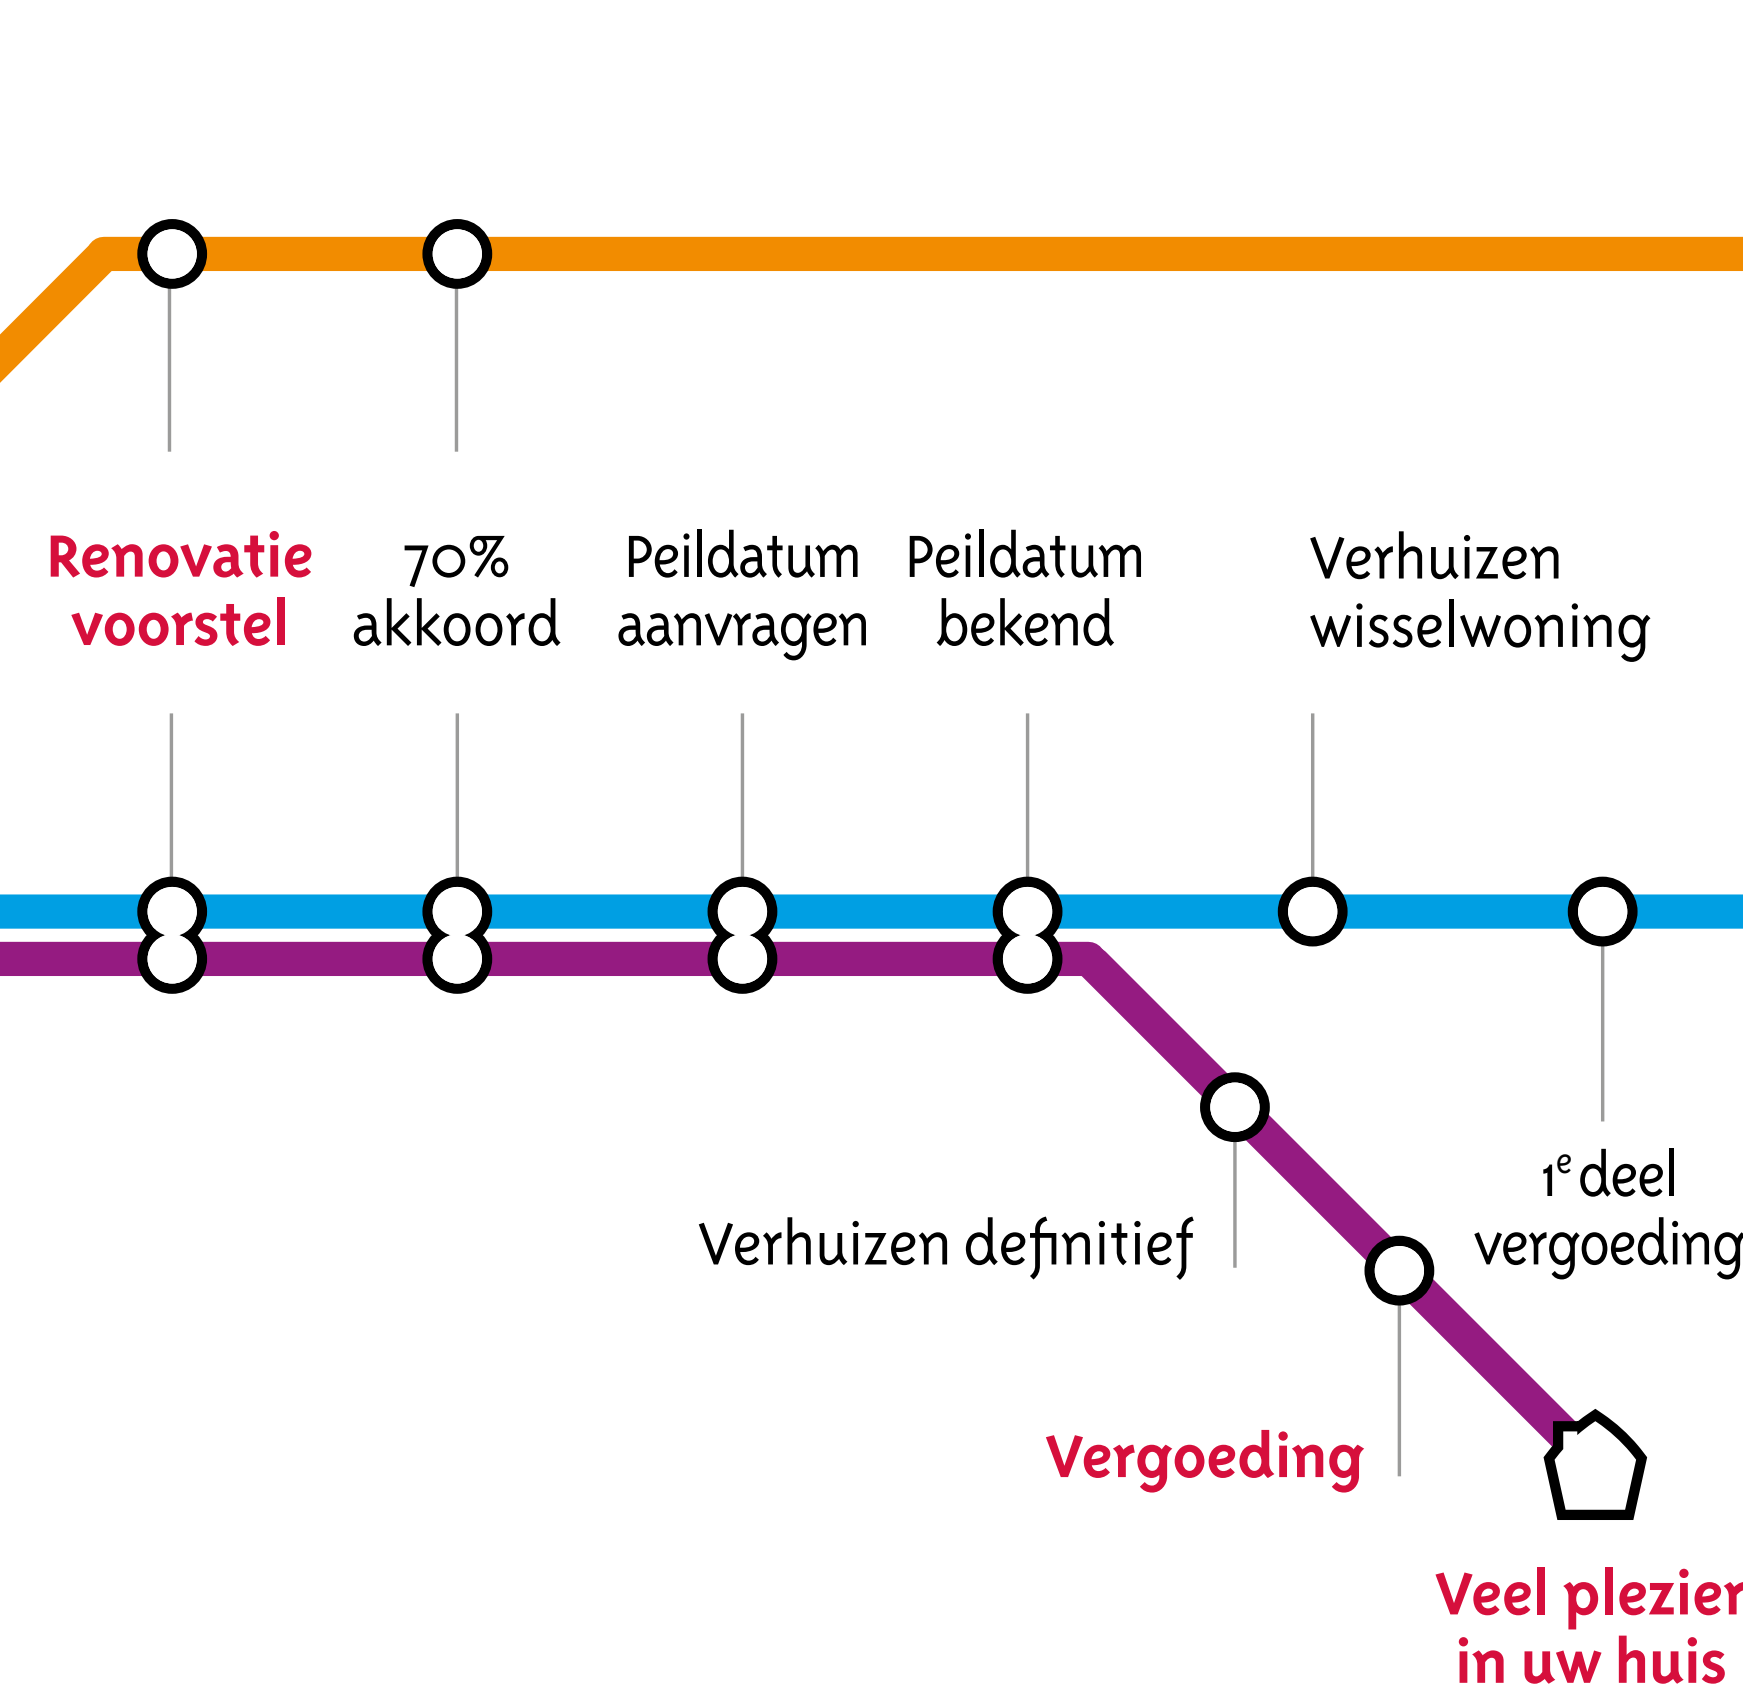 Renovatie
voorstel
70%
akkoord
Peildatum
aanvragen
Peildatum
bekend
Verhuizen
wisselwoning
1e deel
vergoeding
Verhuizen definitief
Vergoeding
Veel plezier
in uw huis